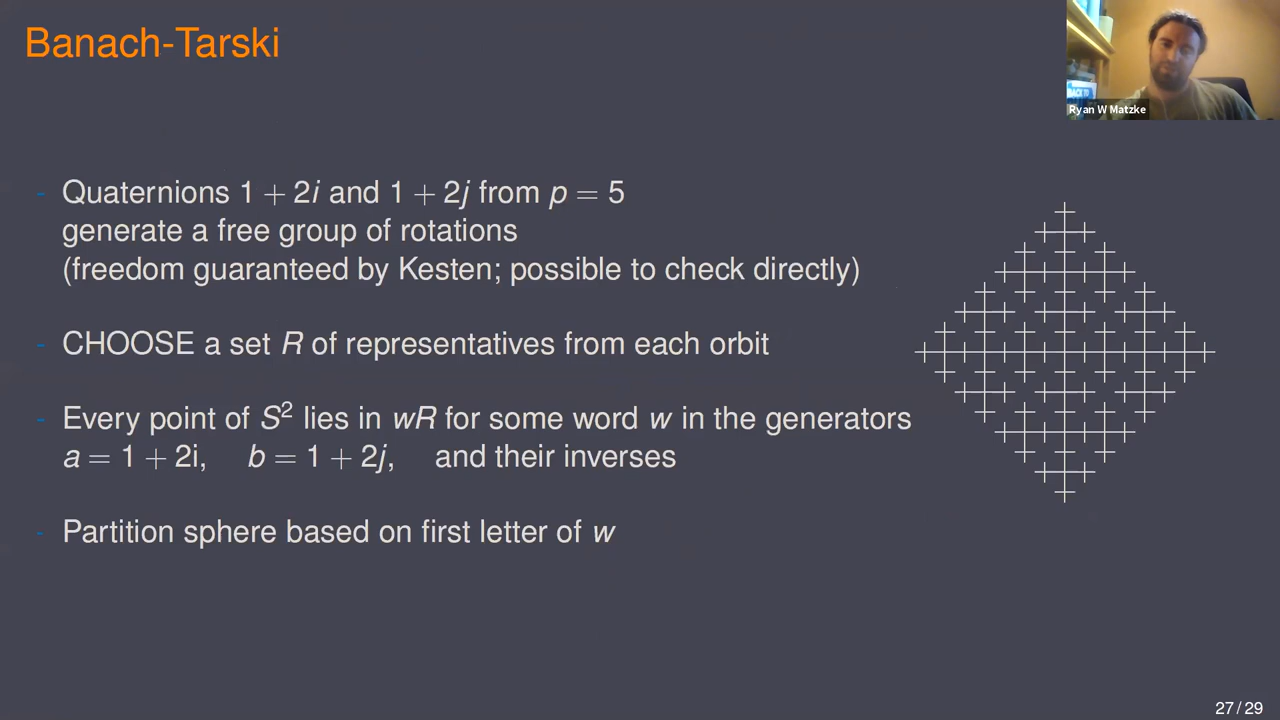 Banach-Tarski
BACK TO
Ryan W Matzke
- Quaternions 1 + 2i and 1 + 2j from p = 5
generate a free group of rotations
(freedom guaranteed by Kesten; possible to check directly)
- CHOOSE a set R of representatives from each orbit
- Every point of S² lies in wR for some word w in the generators
a = 1 + 2i, b = 1 + 2j, and their inverses
- Partition sphere based on first letter of w
27 / 29